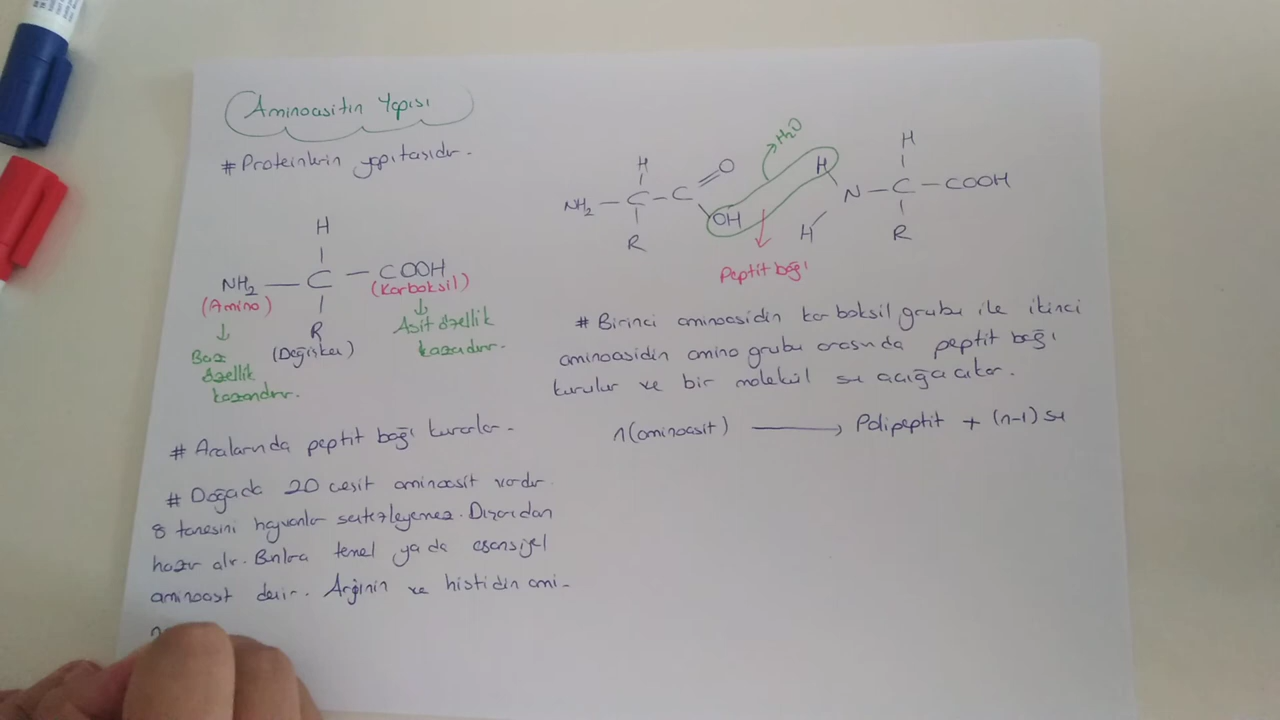 Aminoasitin Yapısı
# Proteinlerin yapıtaşıdır.
H
NH₂ — C — COOH
(Amino) (Karboksil)
R
(Değişken)
Baz özellik kazandırır.
Asit özellik kazandırır.
# Aralarında peptit bağı kurarlar.
# Doğada 20 çeşit aminoasit vardır.
8 tanesini hayvanlar sentezleyemez. Dışarıdan
hazır alır. Bunlara temel ya da esansiyel
aminoasit denir. Arginin ve histidin ami-
H₂O
H O H H
NH₂ — C — C OH N — C — COOH
R H R
Peptit bağı
# Birinci aminoasidin karboksil grubu ile ikinci
aminoasidin amino grubu arasında peptit bağı
kurulur ve bir molekül su açığa çıkar.
n(aminoasit) → Polipeptit + (n-1) su